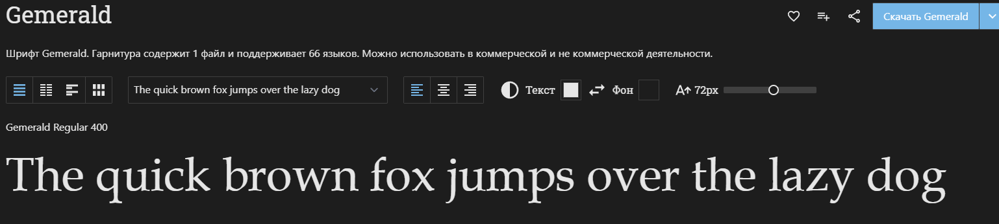 Gemerald
Скачать Gemerald
Шрифт Gemerald. Гарнитура содержит 1 файл и поддерживает 66 языков. Можно использовать в коммерческой и не коммерческой деятельности.
The quick brown fox jumps over the lazy dog
Текст
Фон
72px
Gemerald Regular 400
The quick brown fox jumps over the lazy dog